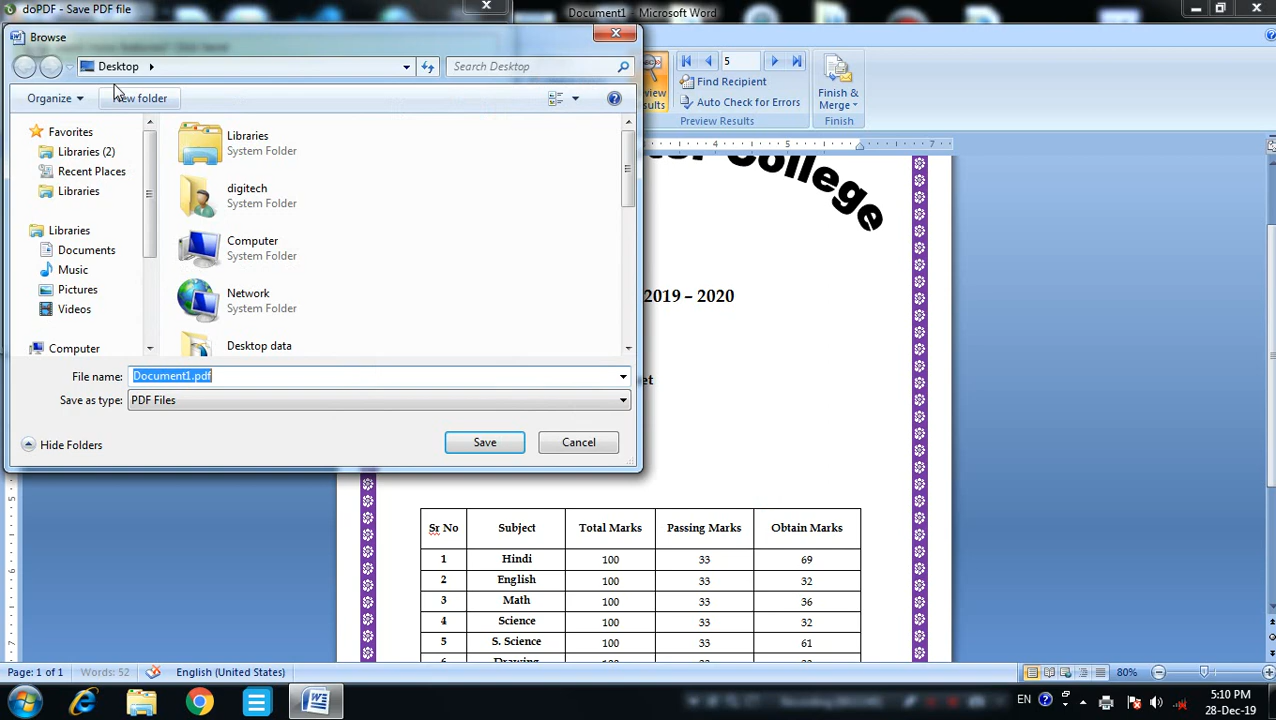 doPDF - Save PDF file
Document1 - Microsoft Word
Browse
Desktop
Search Desktop
Organize
New folder
Favorites
Libraries (2)
Recent Places
Libraries
Libraries
Documents
Music
Pictures
Videos
Computer
Libraries
System Folder
digitech
System Folder
Computer
System Folder
Network
System Folder
Desktop data
File name:
Document1.pdf
Save as type:
PDF Files
Hide Folders
Save
Cancel
5
Find Recipient
Auto Check for Errors
Preview Results
Finish &
Merge
Finish
5
6
7
College
2019 – 2020
Sr No Subject Total Marks Passing Marks Obtain Marks
1 Hindi 100 33 69
2 English 100 33 32
3 Math 100 33 36
4 Science 100 33 32
5 S. Science 100 33 61
Page: 1 of 1
Words: 52
English (United States)
80%
EN
5:10 PM
28-Dec-19